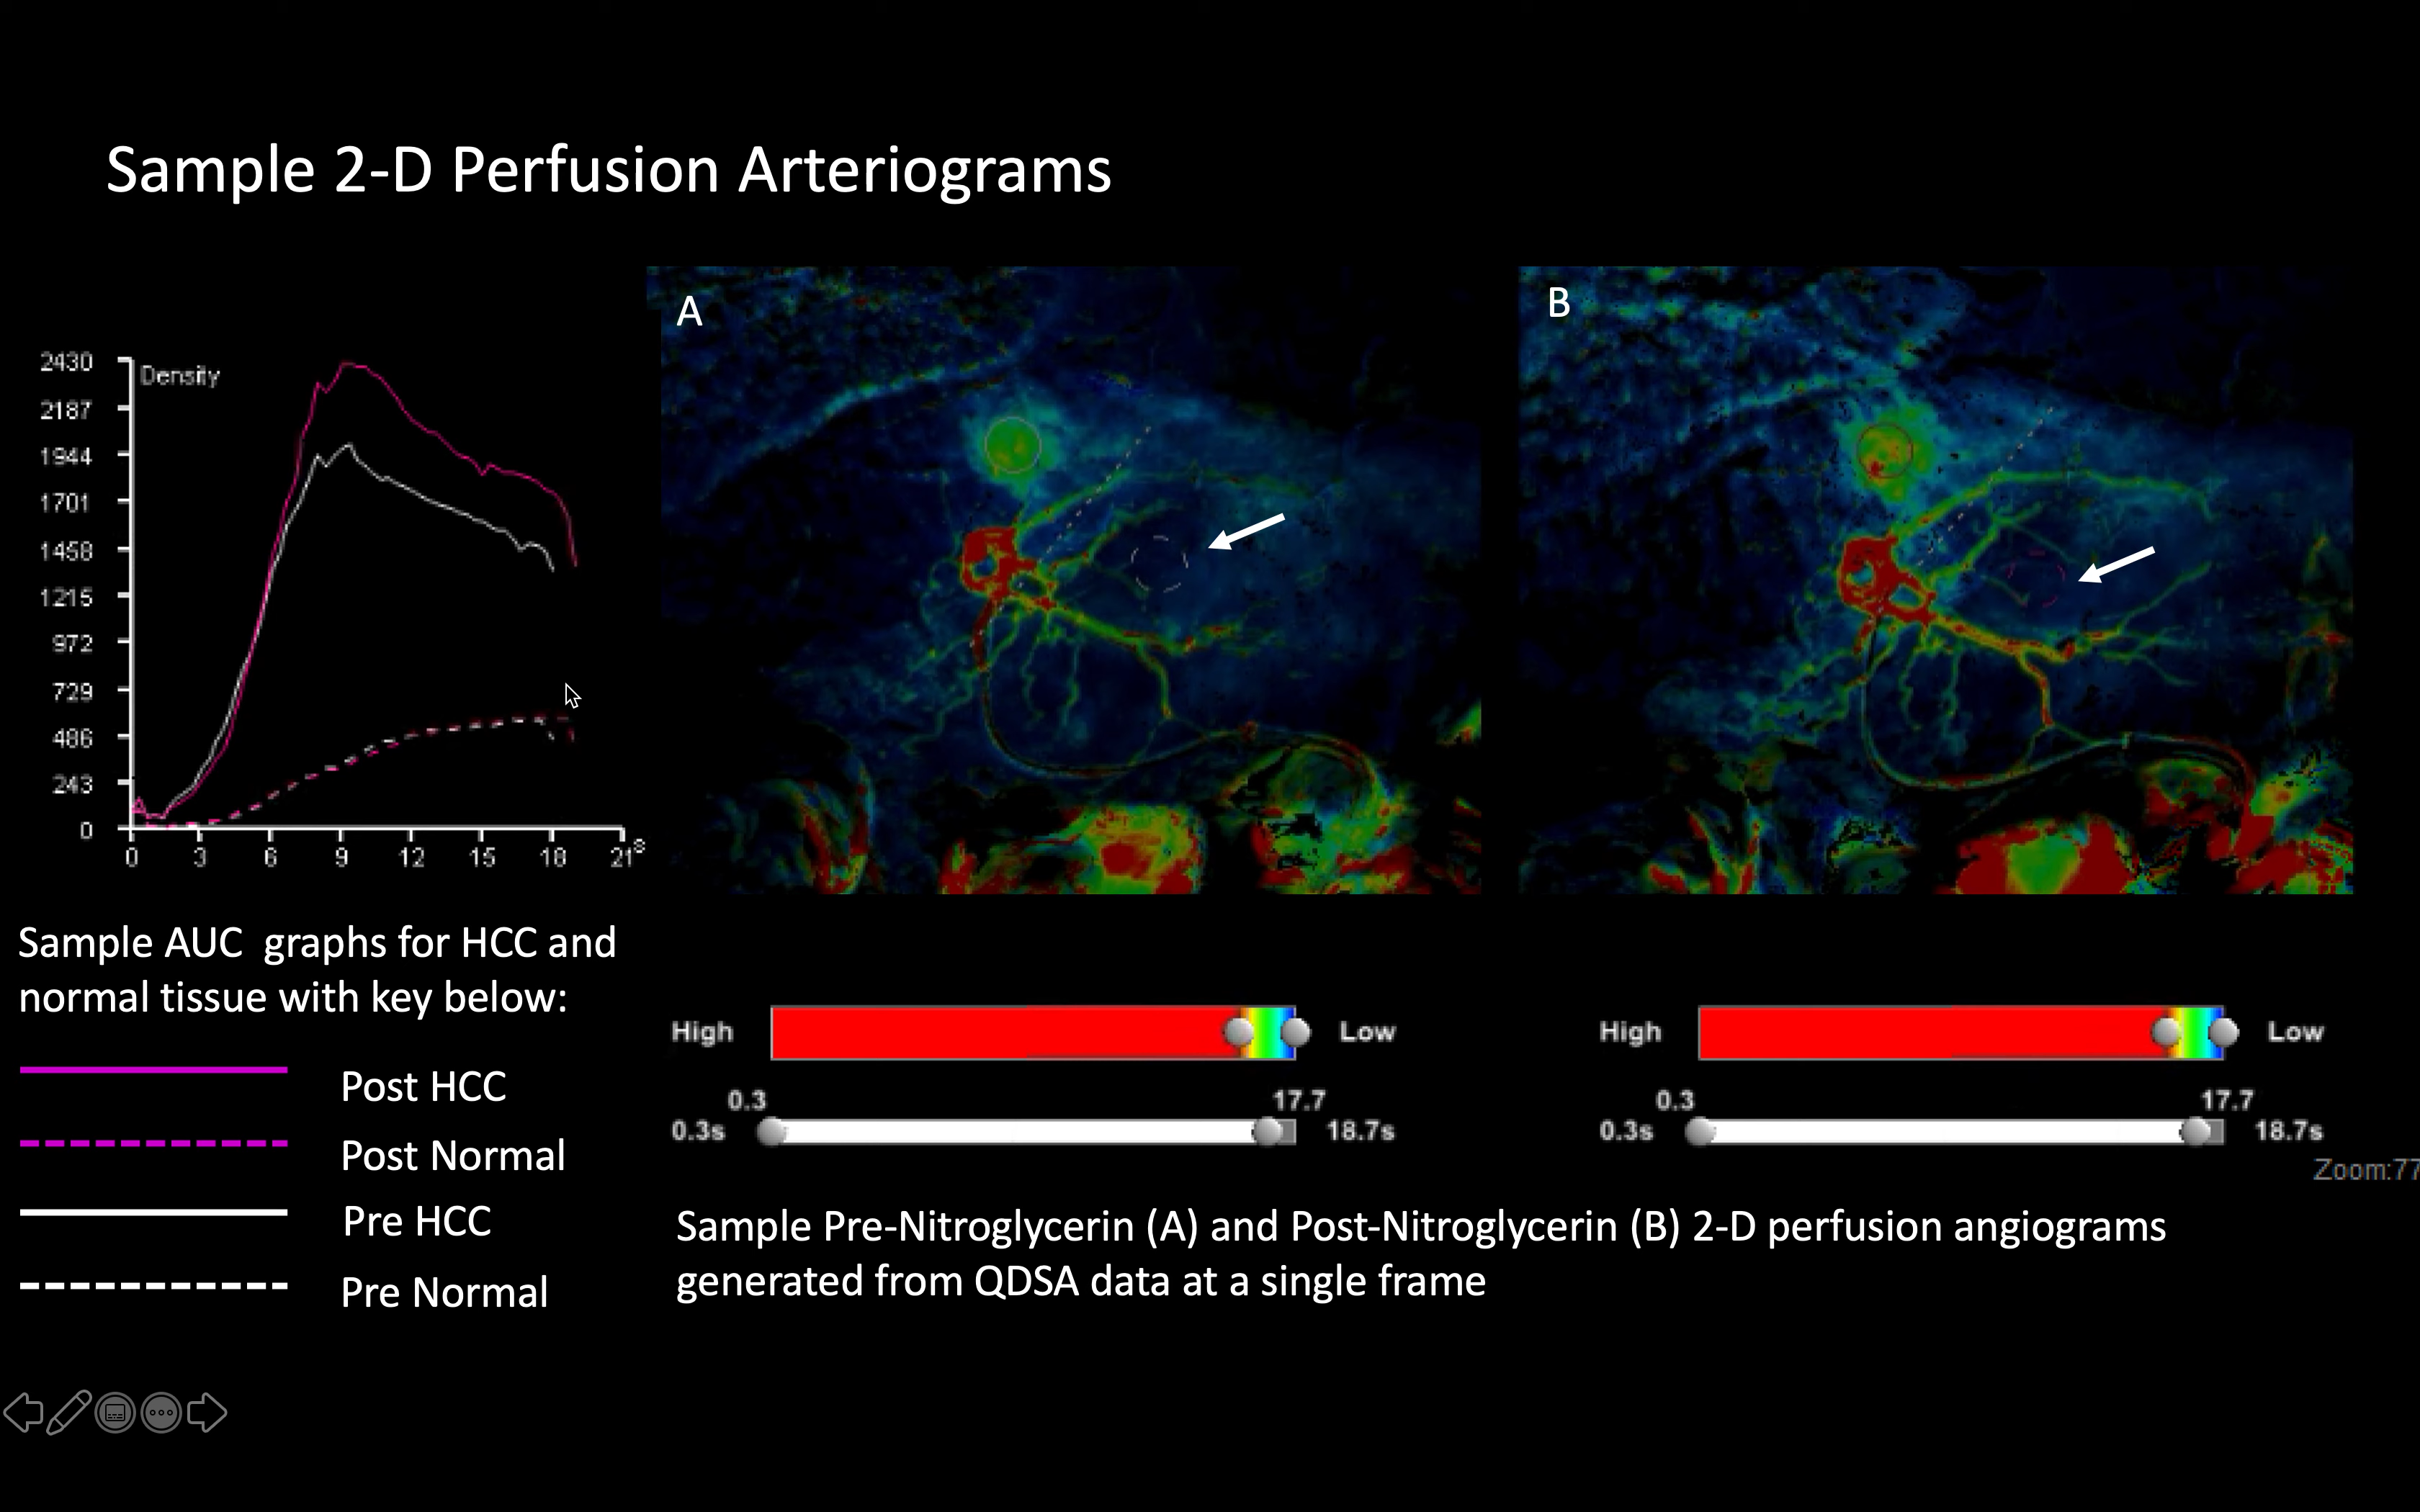 Sample 2-D Perfusion Arteriograms
A
B
Density
2430
2187
1944
1701
1458
1215
972
729
486
243
0
0 3 6 9 12 15 18 21 s
Sample AUC graphs for HCC and
normal tissue with key below:
Post HCC
Post Normal
Pre HCC
Pre Normal
High Low
0.3 17.7
0.3s 18.7s
High Low
0.3 17.7
0.3s 18.7s
Zoom:77
Sample Pre-Nitroglycerin (A) and Post-Nitroglycerin (B) 2-D perfusion angiograms
generated from QDSA data at a single frame